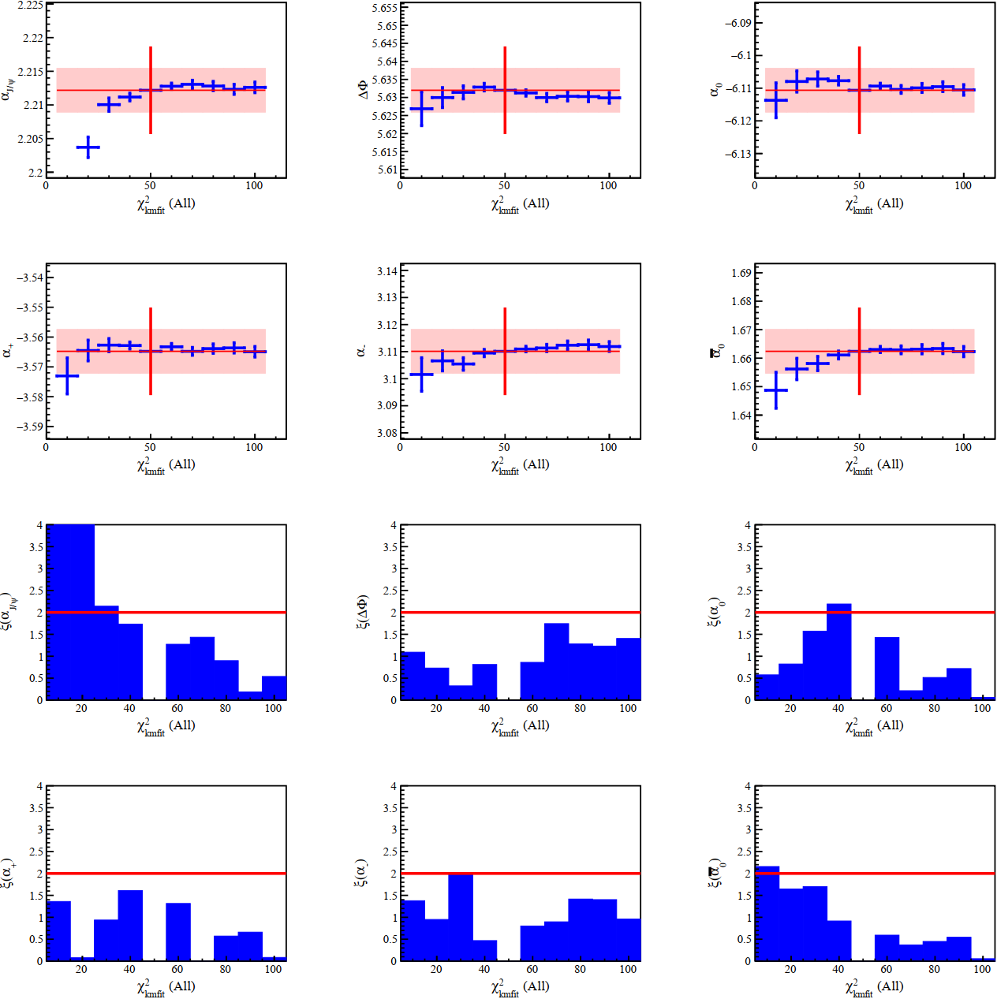 2.225
2.22
2.215
2.21
2.205
2.2
α_J/ψ
0 50 100
χ²_kmfit (All)
5.655
5.65
5.645
5.64
5.635
5.63
5.625
5.62
5.615
5.61
ΔΦ
0 50 100
χ²_kmfit (All)
−6.09
−6.1
−6.11
−6.12
−6.13
α_0
0 50 100
χ²_kmfit (All)
−3.54
−3.55
−3.56
−3.57
−3.58
−3.59
α_+
0 50 100
χ²_kmfit (All)
3.14
3.13
3.12
3.11
3.1
3.09
3.08
α_-
0 50 100
χ²_kmfit (All)
1.69
1.68
1.67
1.66
1.65
1.64
α̅_0
0 50 100
χ²_kmfit (All)
4
3.5
3
2.5
2
1.5
1
0.5
0
ξ(α_J/ψ)
20 40 60 80 100
χ²_kmfit (All)
4
3.5
3
2.5
2
1.5
1
0.5
0
ξ(ΔΦ)
20 40 60 80 100
χ²_kmfit (All)
4
3.5
3
2.5
2
1.5
1
0.5
0
ξ(α_0)
20 40 60 80 100
χ²_kmfit (All)
4
3.5
3
2.5
2
1.5
1
0.5
0
ξ(α_+)
20 40 60 80 100
χ²_kmfit (All)
4
3.5
3
2.5
2
1.5
1
0.5
0
ξ(α_-)
20 40 60 80 100
χ²_kmfit (All)
4
3.5
3
2.5
2
1.5
1
0.5
0
ξ(α̅_0)
20 40 60 80 100
χ²_kmfit (All)